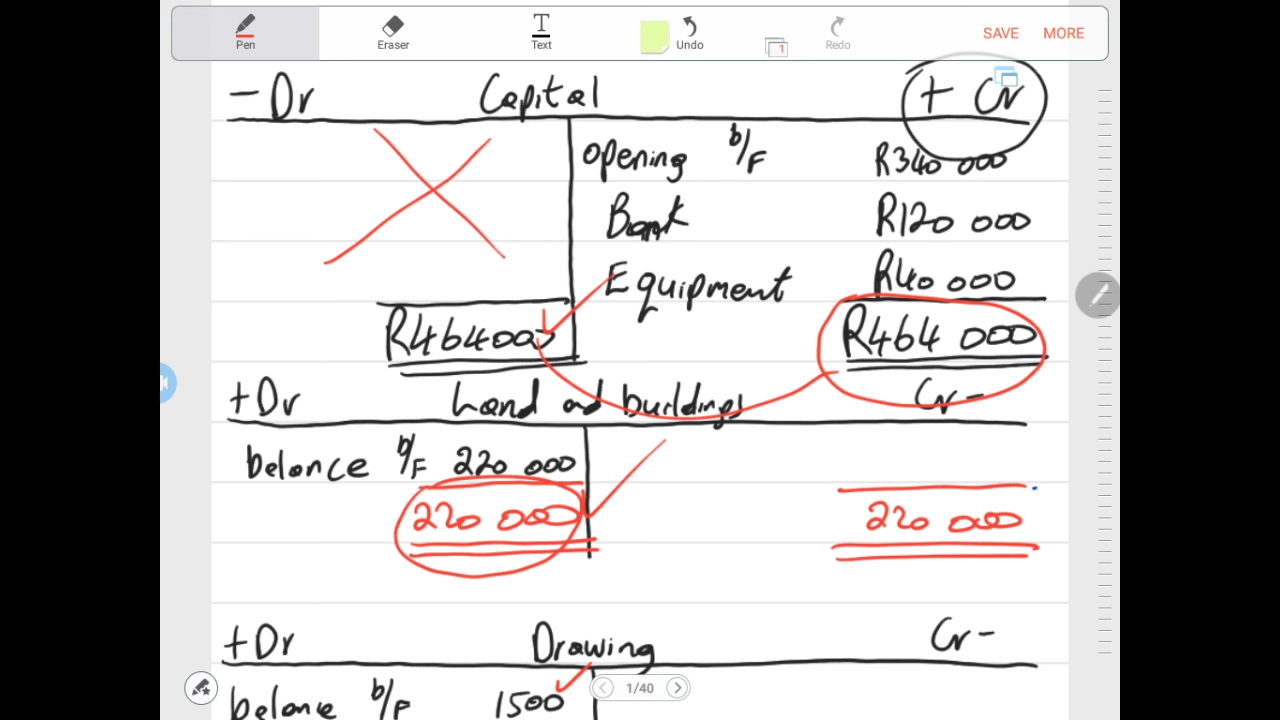 Pen Eraser Text Undo 1 Redo SAVE MORE
- Dr Capital + Cr
opening b/F R340 000
Bank R120 000
Equipment R40 000
R464000 R464 000
+Dr Land and buildings Cr -
balance b/F 220 000
220 000 220 000
+Dr Drawing Cr -
balance b/F 1500
1/40